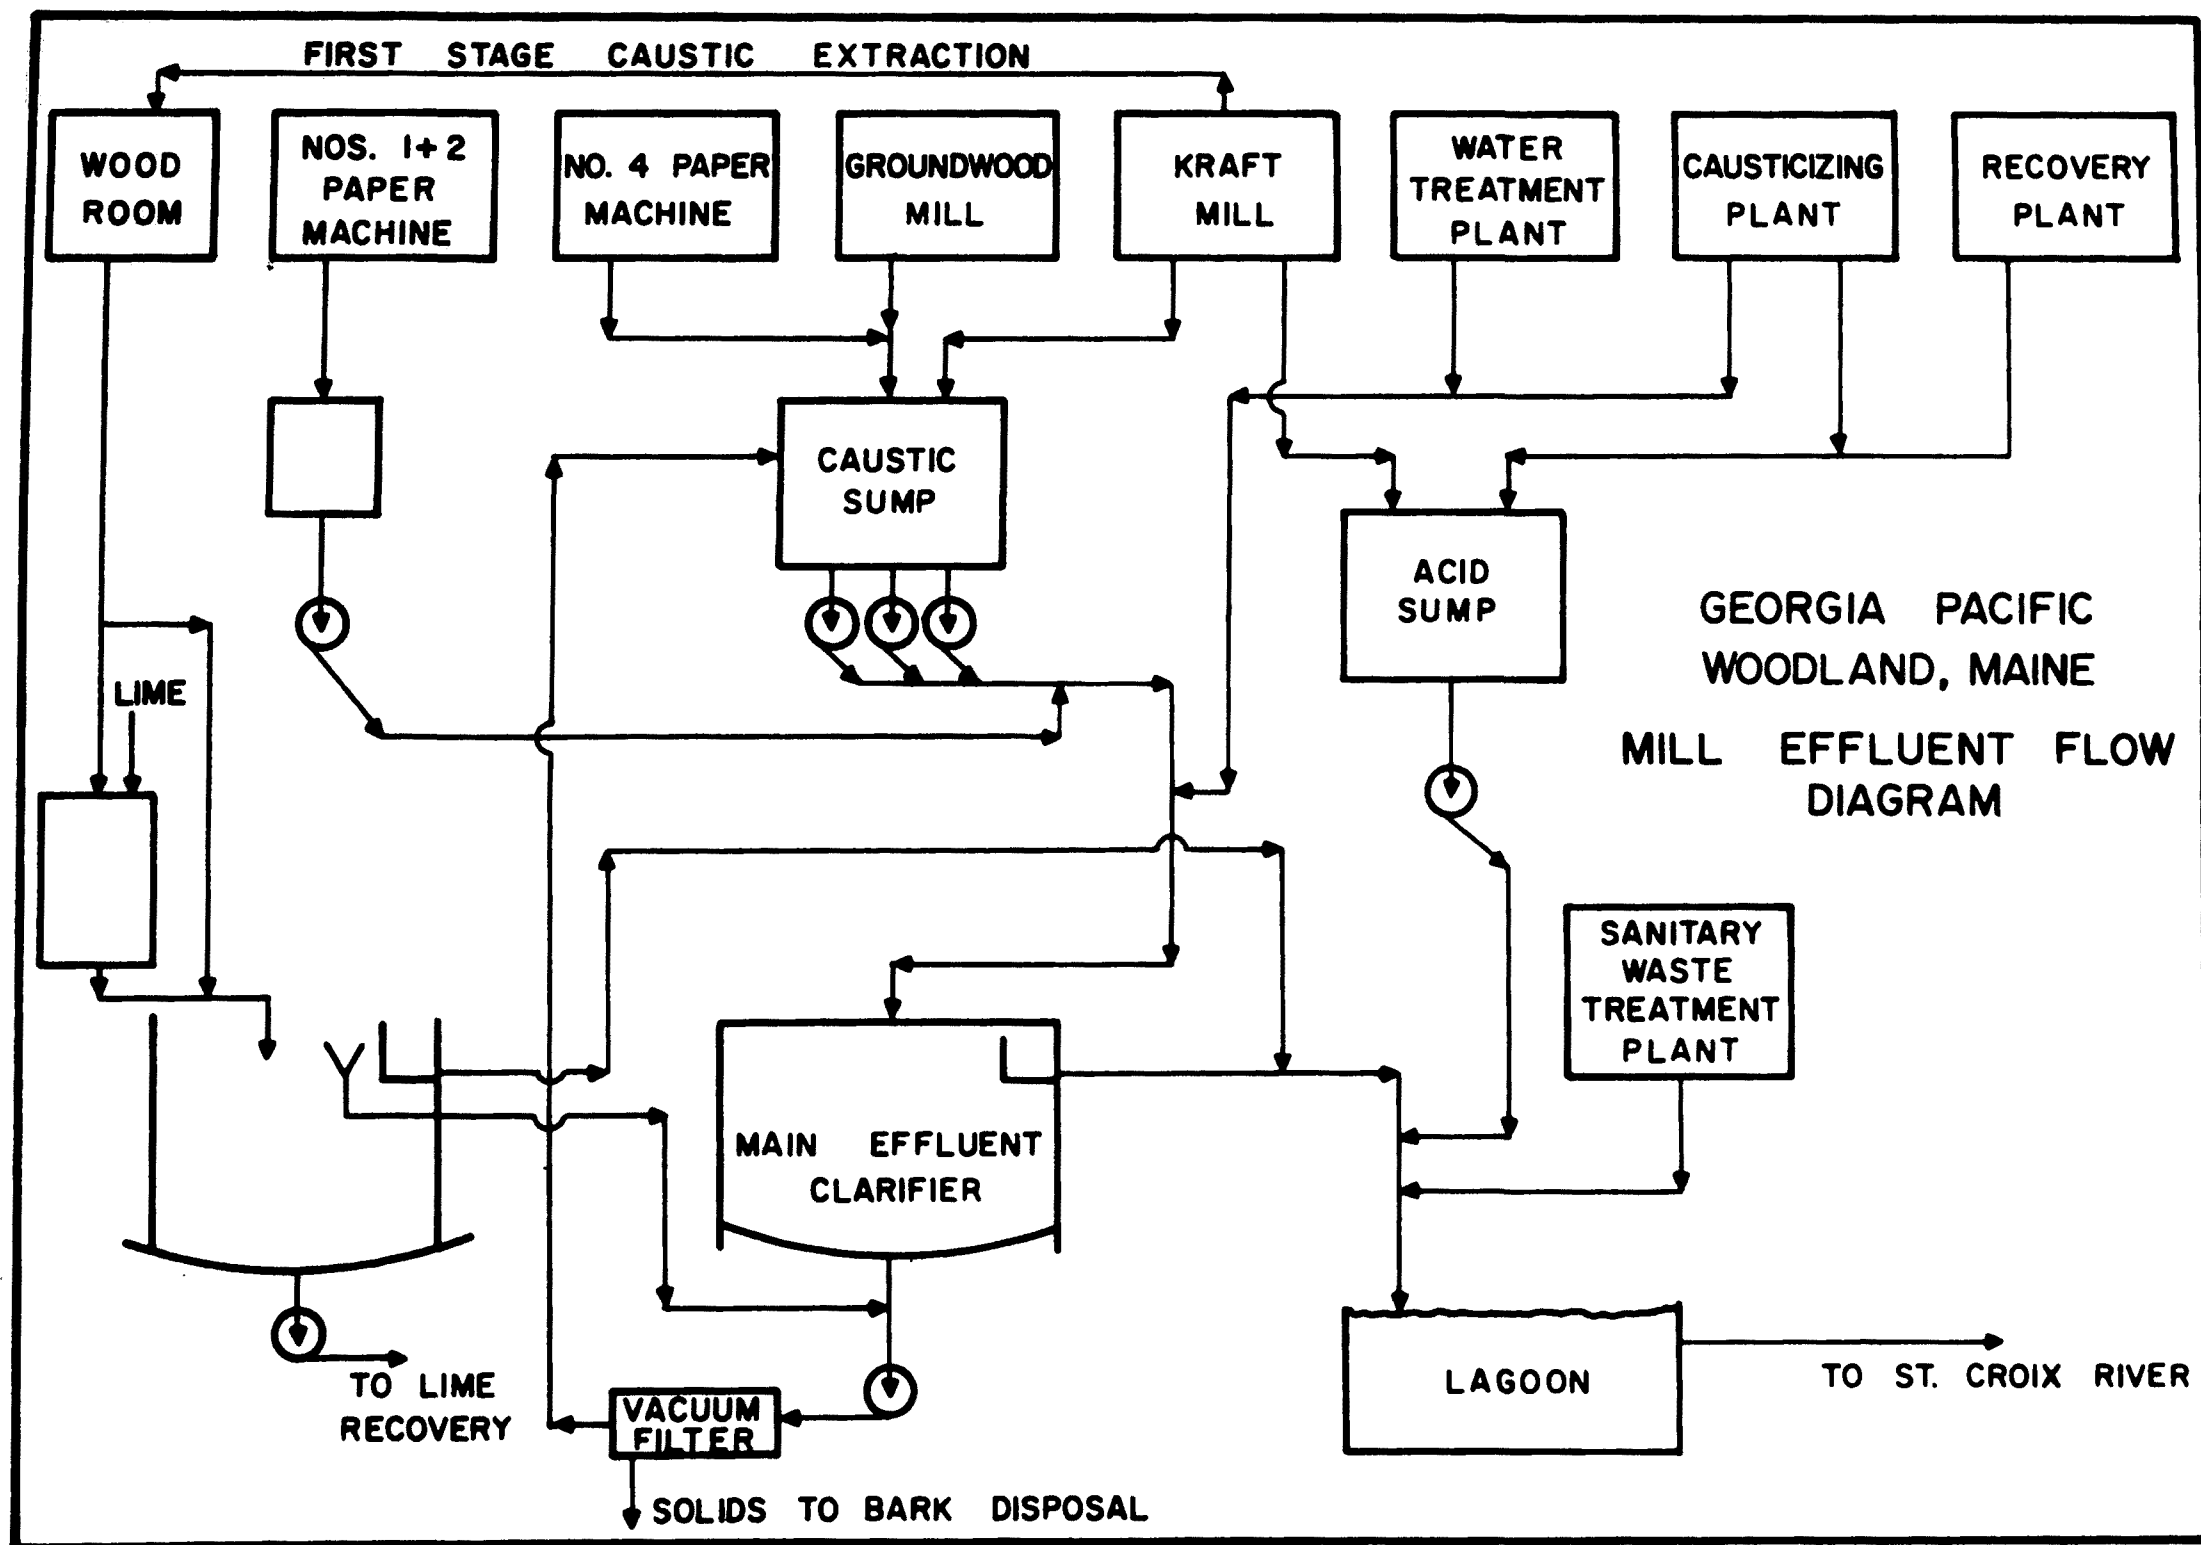 FIRST STAGE CAUSTIC EXTRACTION
WOOD
ROOM
NOS. 1+2
PAPER
MACHINE
NO. 4 PAPER
MACHINE
GROUNDWOOD
MILL
KRAFT
MILL
WATER
TREATMENT
PLANT
CAUSTICIZING
PLANT
RECOVERY
PLANT
CAUSTIC
SUMP
ACID
SUMP
GEORGIA PACIFIC
WOODLAND, MAINE
MILL EFFLUENT FLOW
DIAGRAM
LIME
SANITARY
WASTE
TREATMENT
PLANT
MAIN EFFLUENT
CLARIFIER
LAGOON
TO ST. CROIX RIVER
TO LIME
RECOVERY
VACUUM
FILTER
SOLIDS TO BARK DISPOSAL